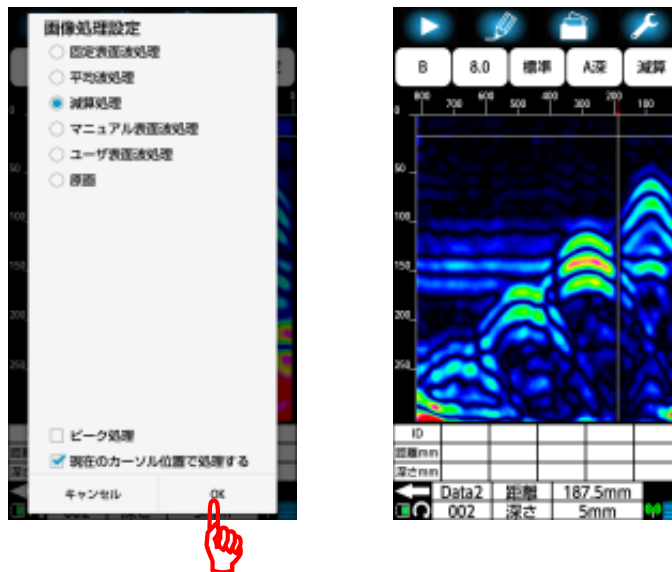 画像処理設定
固定表面波処理
平均波処理
減算処理
マニュアル表面波処理
ユーザ表面波処理
原画
ピーク処理
現在のカーソル位置で処理する
キャンセル OK
B 8.0 標準 A深 減算
800 700 600 500 400 300 200 100
0
50
100
150
200
250
ID
距離mm
深さmm
Data2 距離 187.5mm
002 深さ 5mm